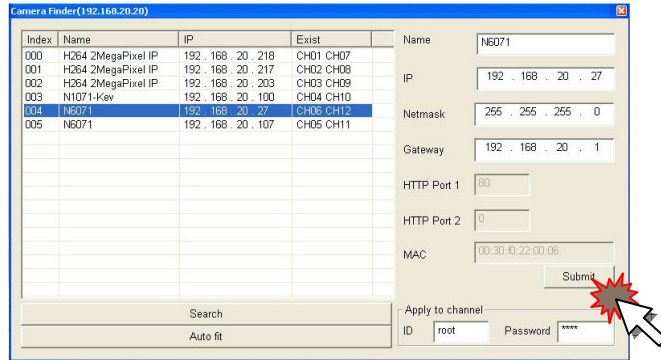 Camera Finder(192.168.20.20)
Index Name IP Exist
000 H264 2MegaPixel IP 192 . 168 . 20 . 218 CH01 CH07
001 H264 2MegaPixel IP 192 . 168 . 20 . 217 CH02 CH08
002 H264 2MegaPixel IP 192 . 168 . 20 . 203 CH03 CH09
003 N1071-Kev 192 . 168 . 20 . 100 CH04 CH10
004 N6071 192 . 168 . 20 . 27 CH06 CH12
005 N6071 192 . 168 . 20 . 107 CH05 CH11
Search
Auto fit
Name N6071
IP 192 . 168 . 20 . 27
Netmask 255 . 255 . 255 . 0
Gateway 192 . 168 . 20 . 1
HTTP Port 1 80
HTTP Port 2 0
MAC 00:30:f0:22:00:06
Submit
Apply to channel
ID root Password ****